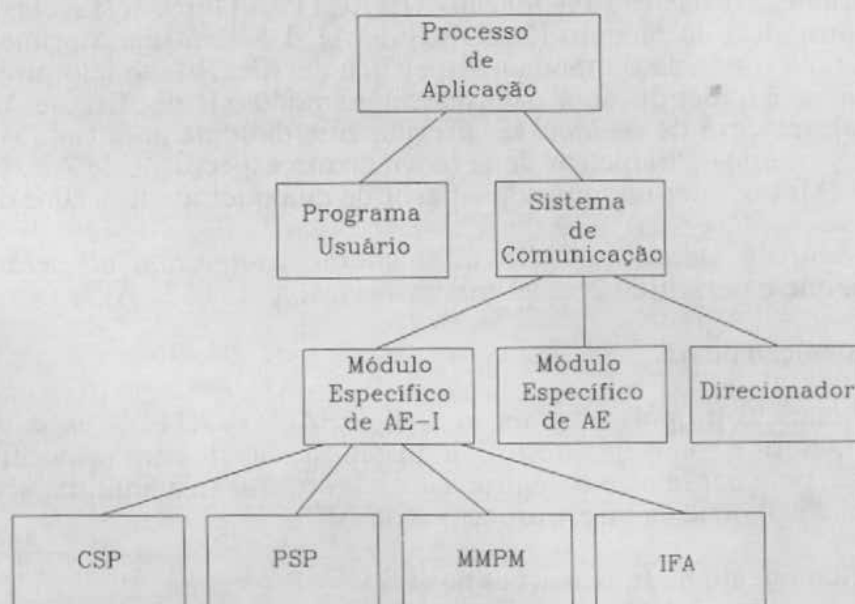 Processo
de
Aplicação
Programa
Usuário
Sistema
de
Comunicação
Módulo
Específico
de AE-I
Módulo
Específico
de AE
Direcionador
CSP
PSP
MMPM
IFA